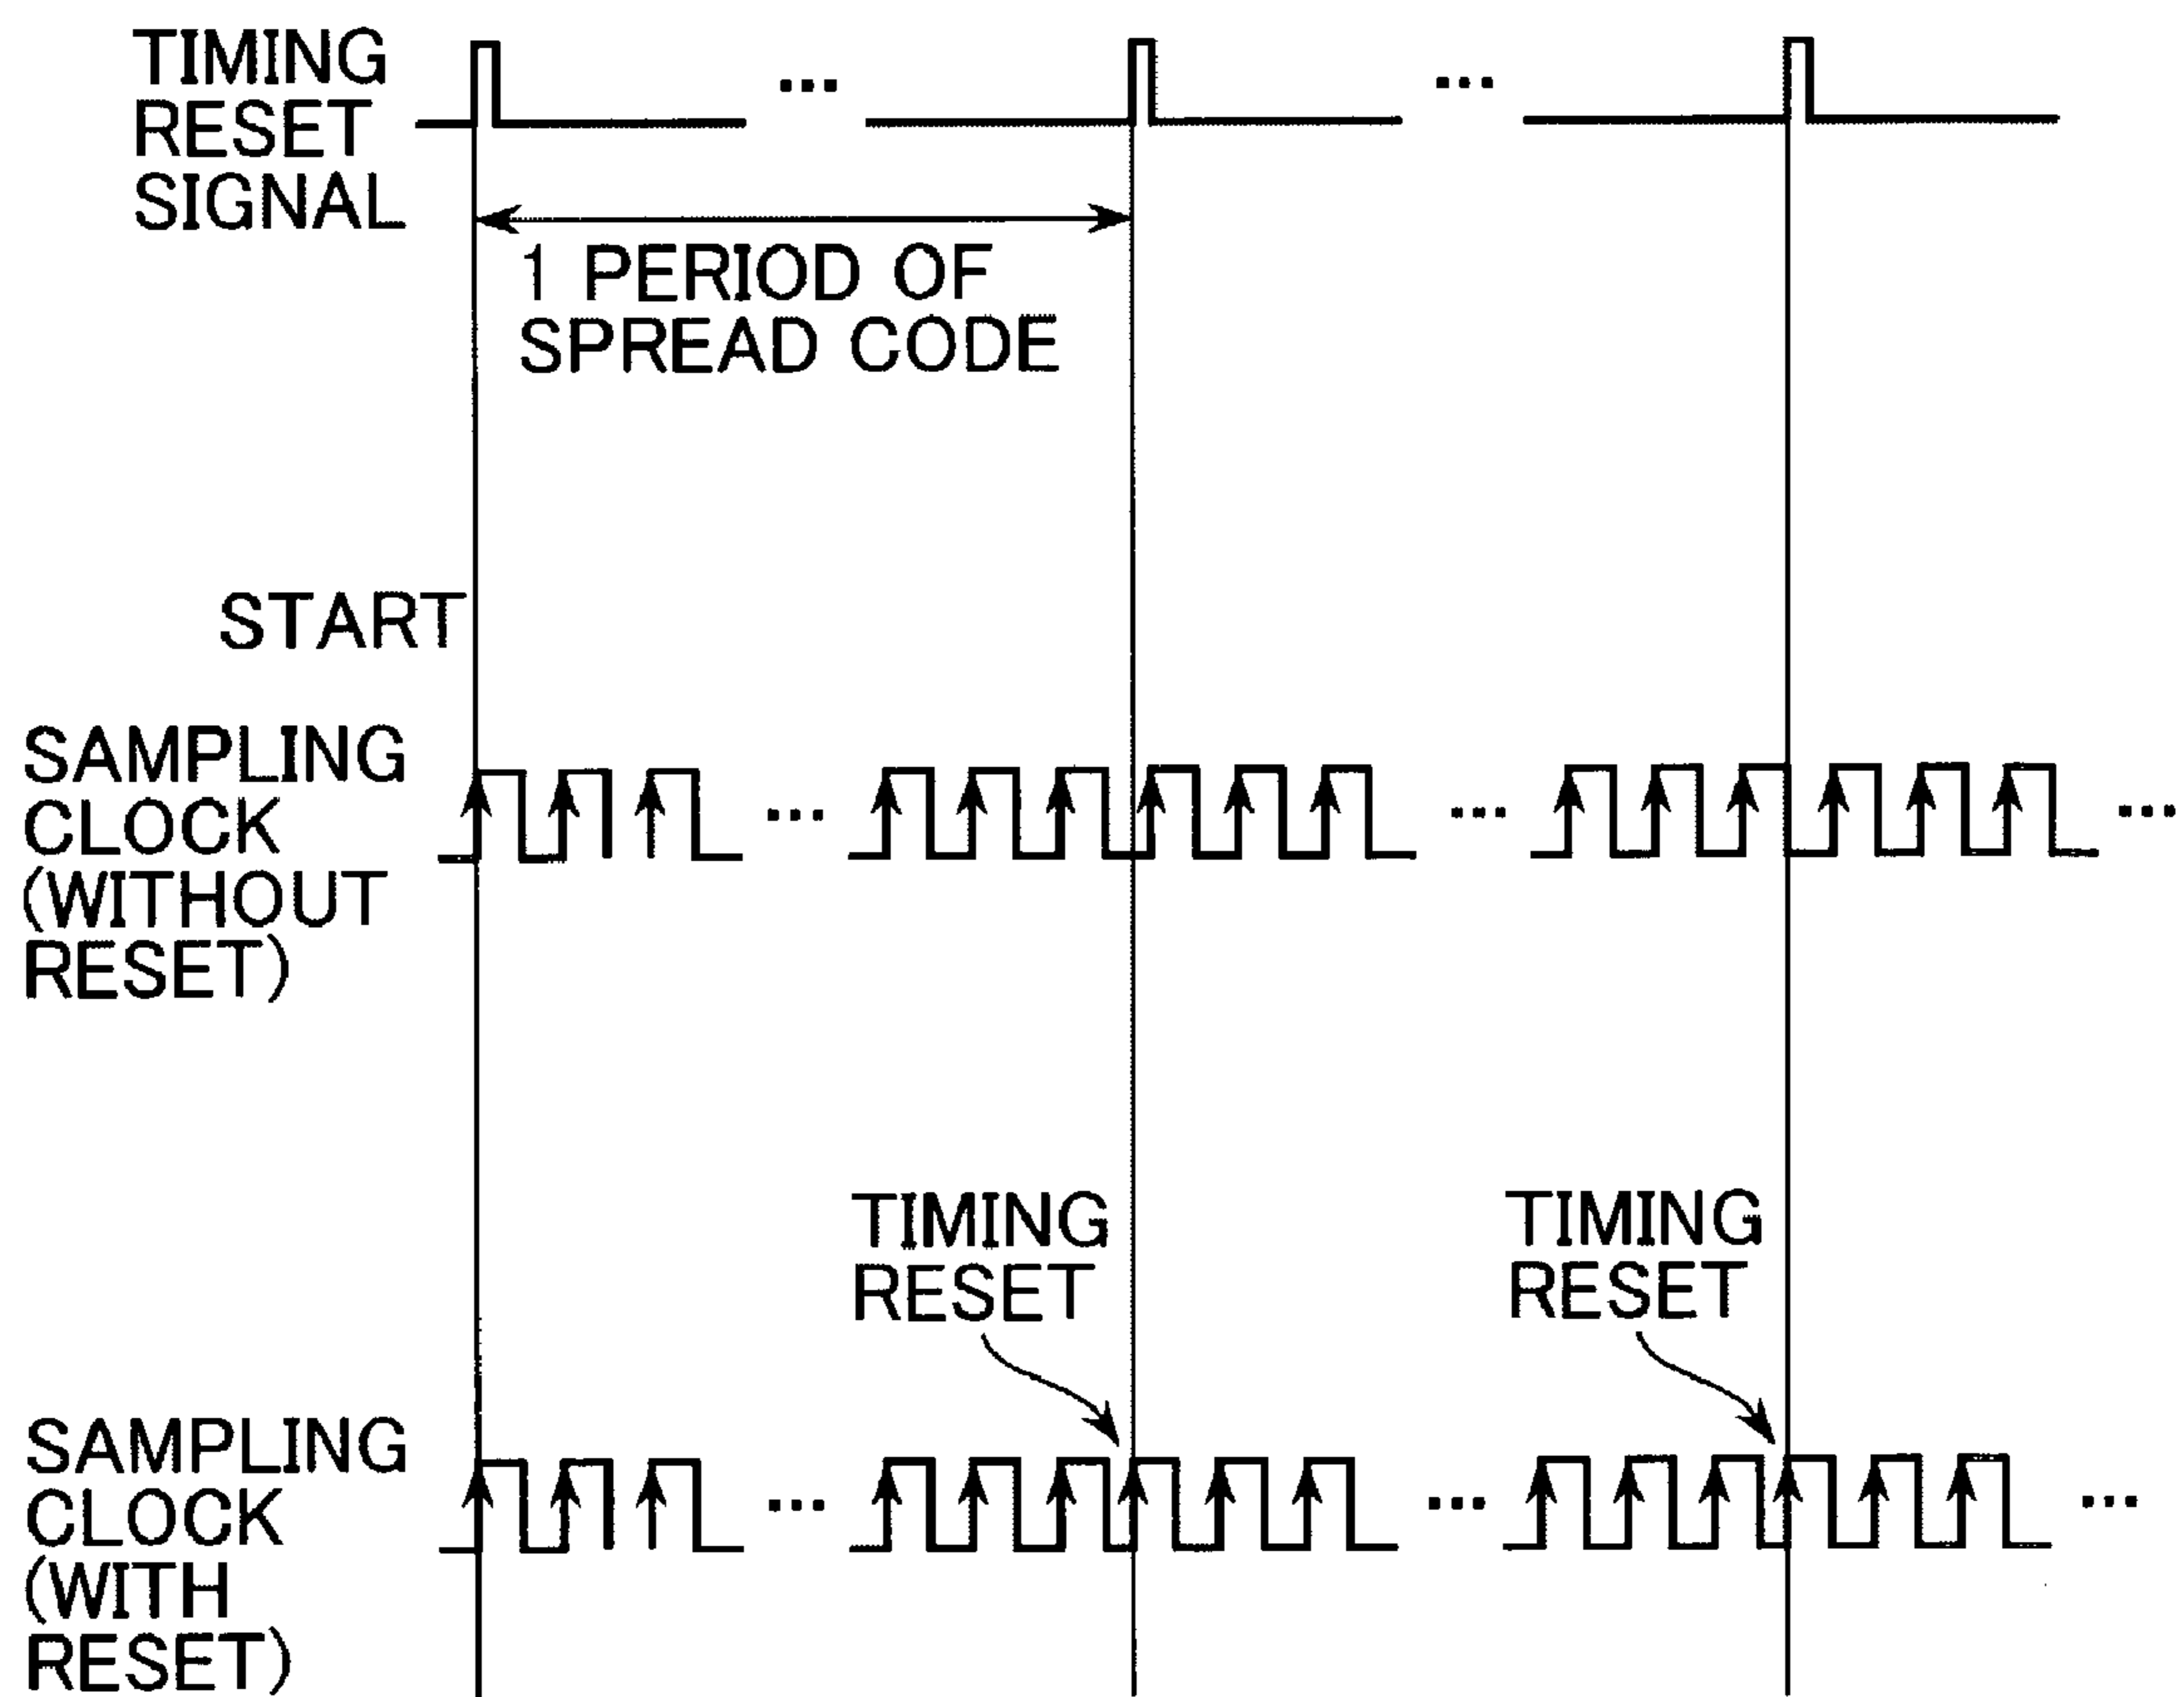 TIMING
RESET
SIGNAL
...
...
1 PERIOD OF
SPREAD CODE
START
SAMPLING
CLOCK
(WITHOUT
RESET)
...
...
...
TIMING
RESET
TIMING
RESET
SAMPLING
CLOCK
(WITH
RESET)
...
...
...